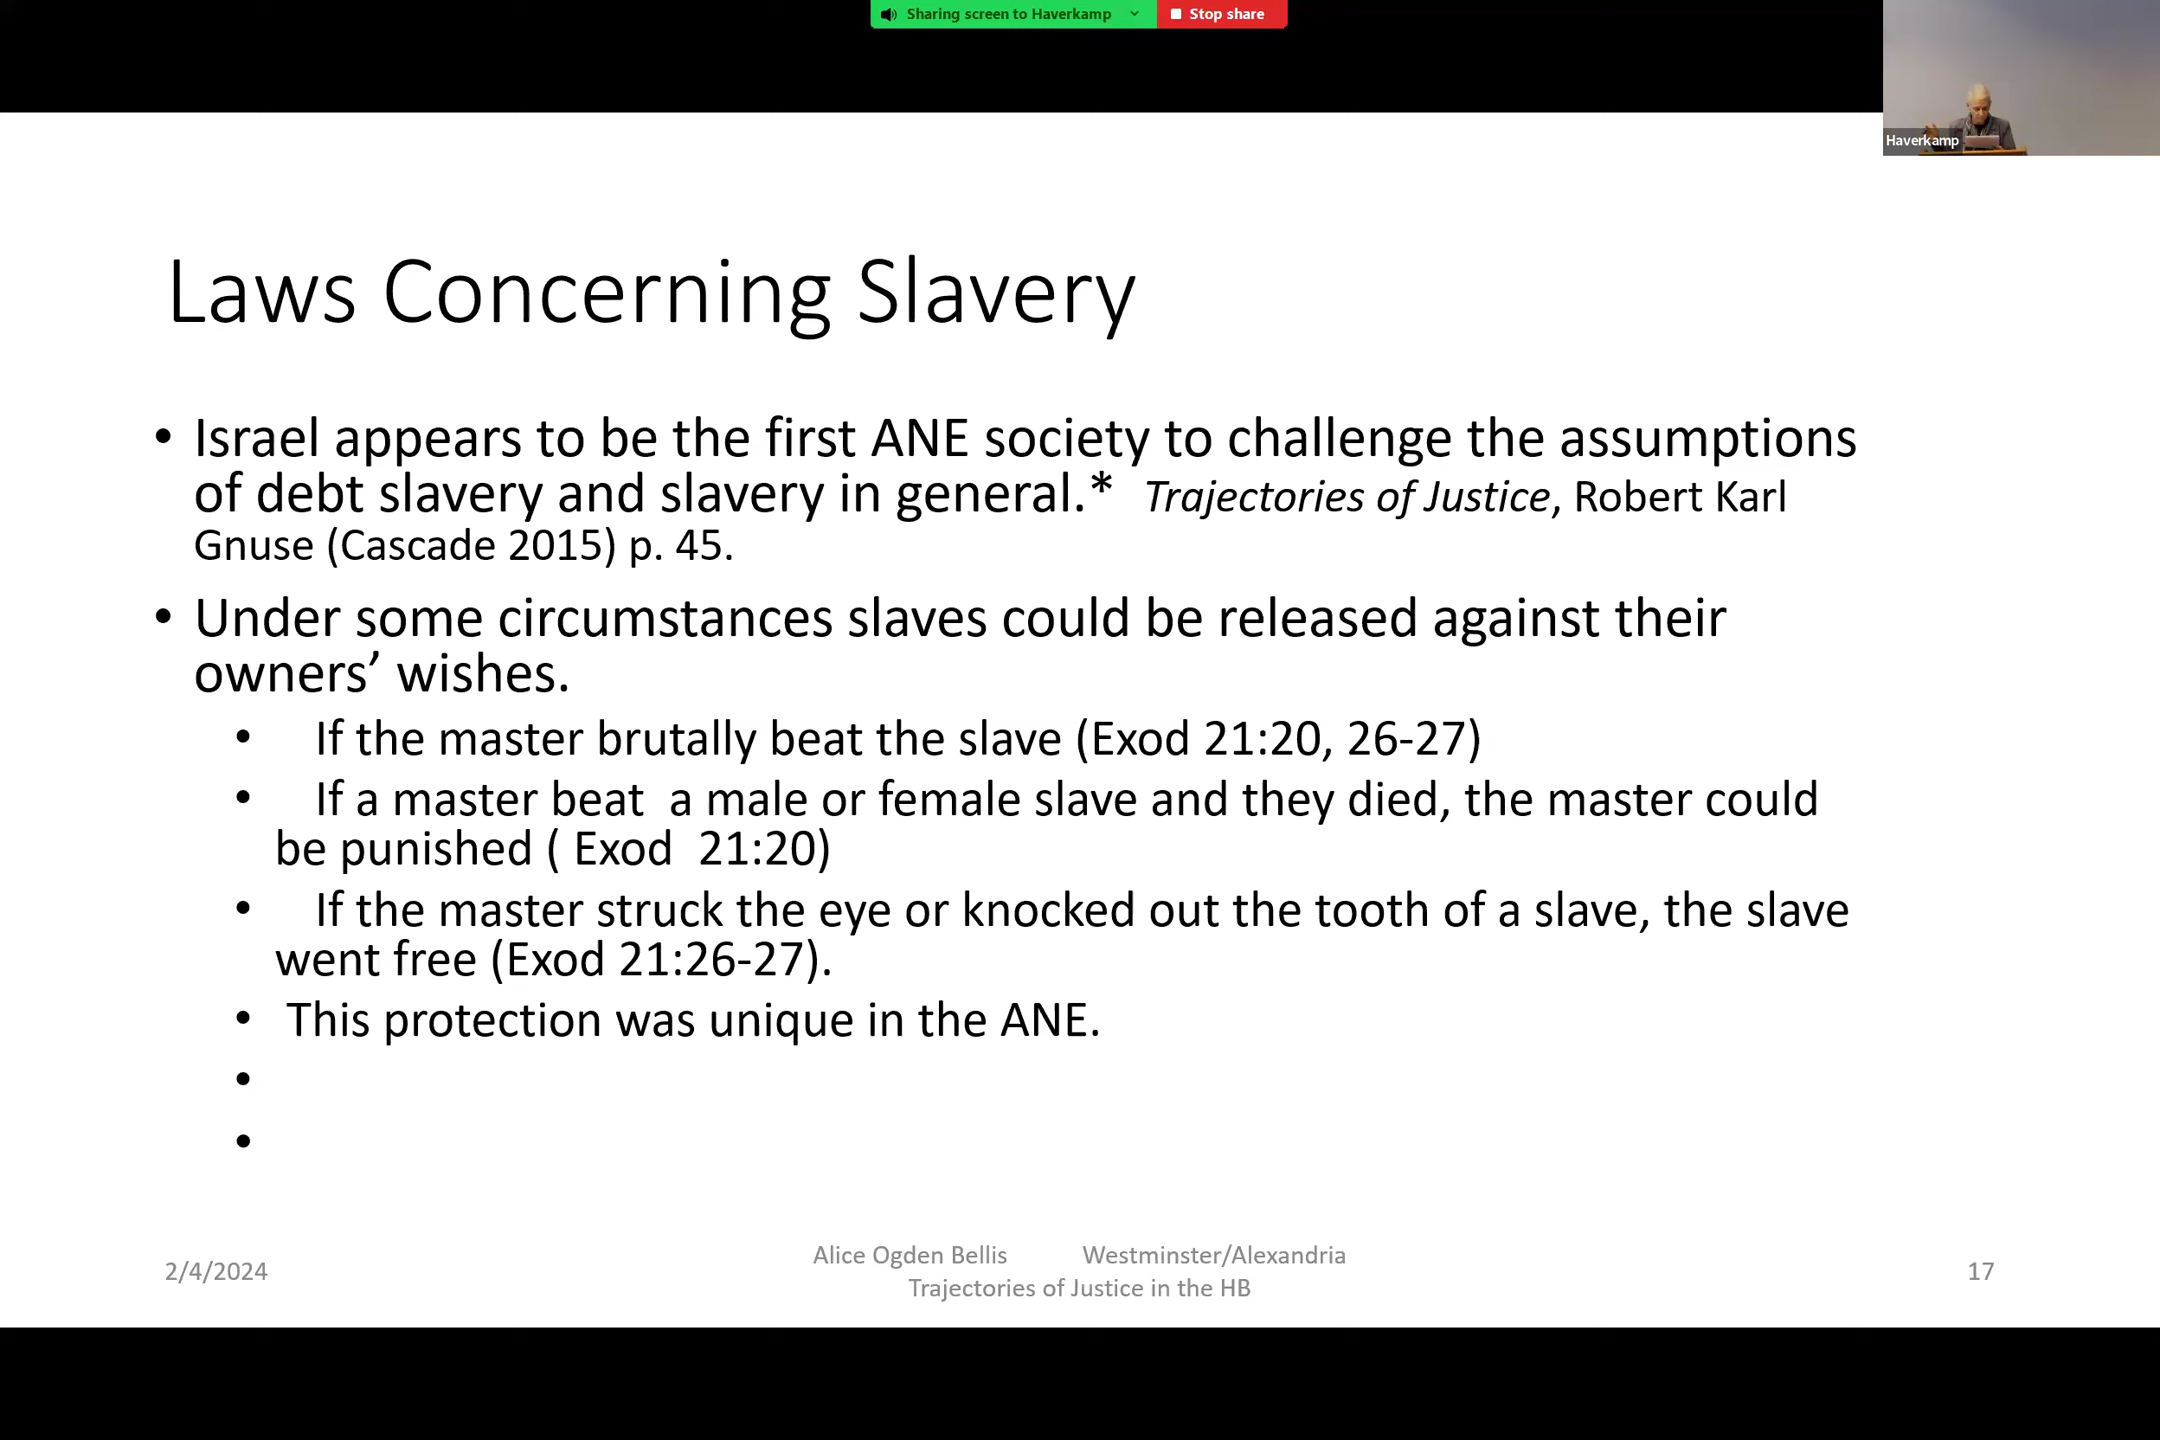 Sharing screen to Haverkamp
Stop share
Haverkamp
Laws Concerning Slavery
• Israel appears to be the first ANE society to challenge the assumptions
of debt slavery and slavery in general.* Trajectories of Justice, Robert Karl
Gnuse (Cascade 2015) p. 45.
• Under some circumstances slaves could be released against their
owners’ wishes.
• If the master brutally beat the slave (Exod 21:20, 26-27)
• If a master beat a male or female slave and they died, the master could
be punished ( Exod 21:20)
• If the master struck the eye or knocked out the tooth of a slave, the slave
went free (Exod 21:26-27).
• This protection was unique in the ANE.
•
•
2/4/2024
Alice Ogden Bellis Westminster/Alexandria
Trajectories of Justice in the HB
17